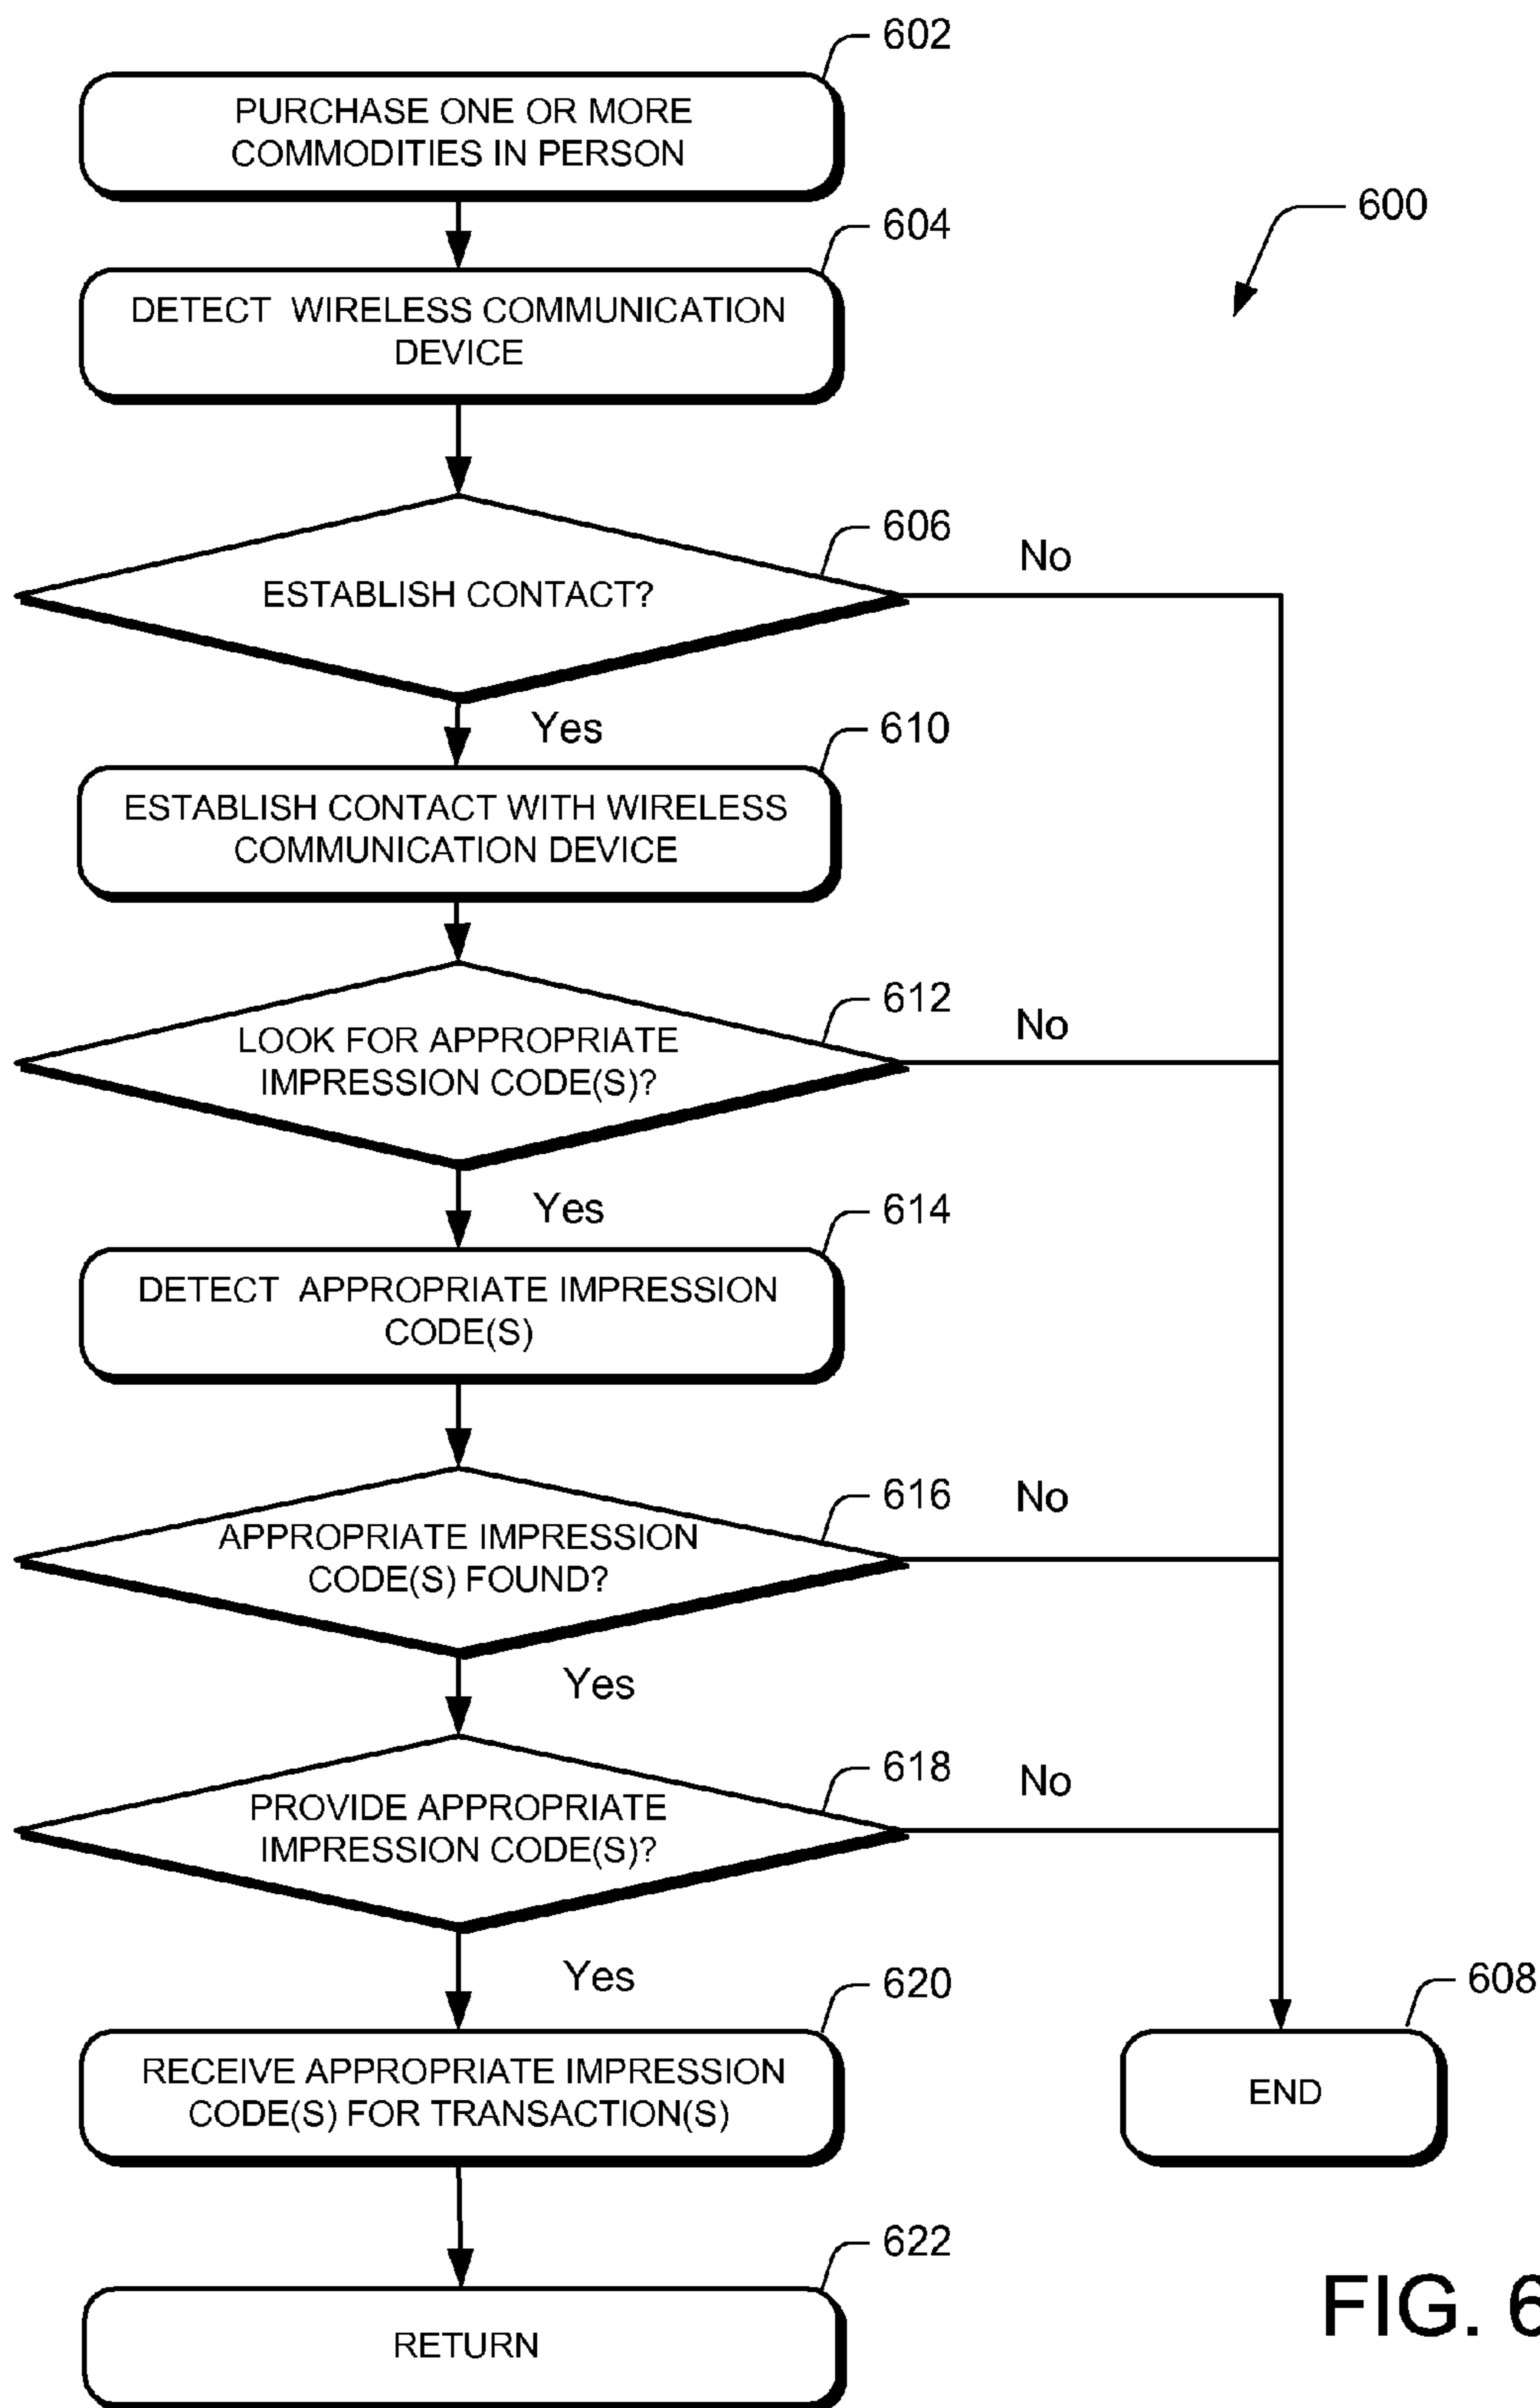 602
PURCHASE ONE OR MORE
COMMODITIES IN PERSON
600
604
DETECT WIRELESS COMMUNICATION
DEVICE
606
No
ESTABLISH CONTACT?
Yes
610
ESTABLISH CONTACT WITH WIRELESS
COMMUNICATION DEVICE
612
No
LOOK FOR APPROPRIATE
IMPRESSION CODE(S)?
Yes
614
DETECT APPROPRIATE IMPRESSION
CODE(S)
616
No
APPROPRIATE IMPRESSION
CODE(S) FOUND?
Yes
618
No
PROVIDE APPROPRIATE
IMPRESSION CODE(S)?
Yes
620
608
RECEIVE APPROPRIATE IMPRESSION
CODE(S) FOR TRANSACTION(S)
END
622
RETURN
FIG. 6